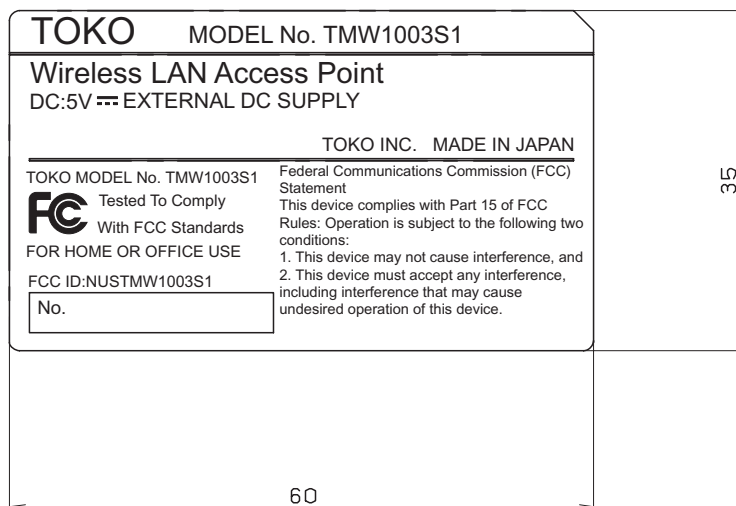 TOKO MODEL No. TMW1003S1
Wireless LAN Access Point
DC:5V ⎓ EXTERNAL DC SUPPLY
TOKO INC. MADE IN JAPAN
TOKO MODEL No. TMW1003S1
FC Tested To Comply
With FCC Standards
FOR HOME OR OFFICE USE
FCC ID:NUSTMW1003S1
No.
Federal Communications Commission (FCC)
Statement
This device complies with Part 15 of FCC
Rules: Operation is subject to the following two
conditions:
1. This device may not cause interference, and
2. This device must accept any interference,
including interference that may cause
undesired operation of this device.
35
60